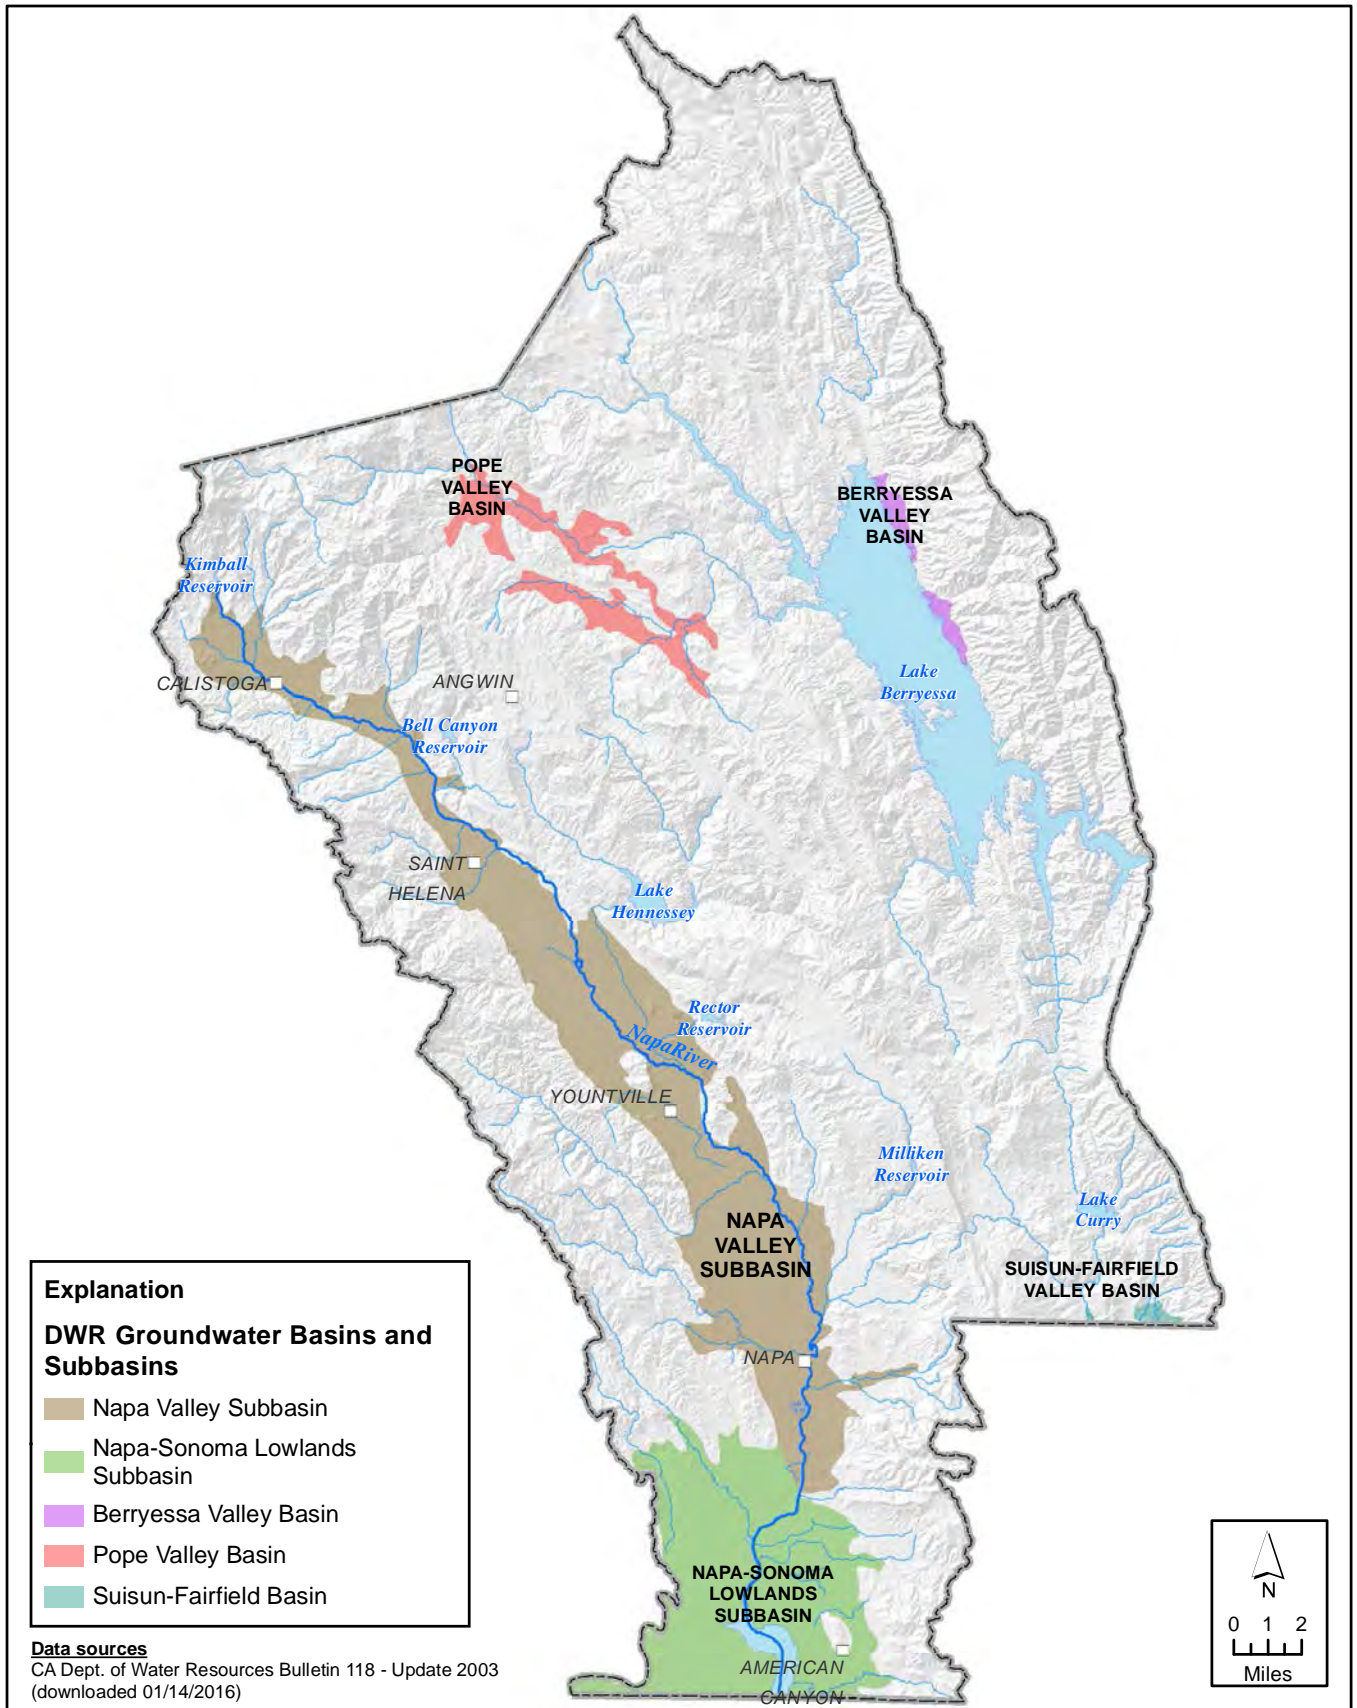 POPE
VALLEY
BASIN
BERRYESSA
VALLEY
BASIN
Kimball
Reservoir
Lake
Berryessa
CALISTOGA
ANGWIN
Bell Canyon
Reservoir
SAINT
HELENA
Lake
Hennessey
Rector
Reservoir
NapaRiver
YOUNTVILLE
Milliken
Reservoir
Lake
Curry
NAPA
VALLEY
SUBBASIN
SUISUN-FAIRFIELD
VALLEY BASIN
NAPA
NAPA-SONOMA
LOWLANDS
SUBBASIN
AMERICAN
CANYON
Explanation
DWR Groundwater Basins and
Subbasins
Napa Valley Subbasin
Napa-Sonoma Lowlands
Subbasin
Berryessa Valley Basin
Pope Valley Basin
Suisun-Fairfield Basin
Data sources
CA Dept. of Water Resources Bulletin 118 - Update 2003
(downloaded 01/14/2016)
N
0 1 2
Miles